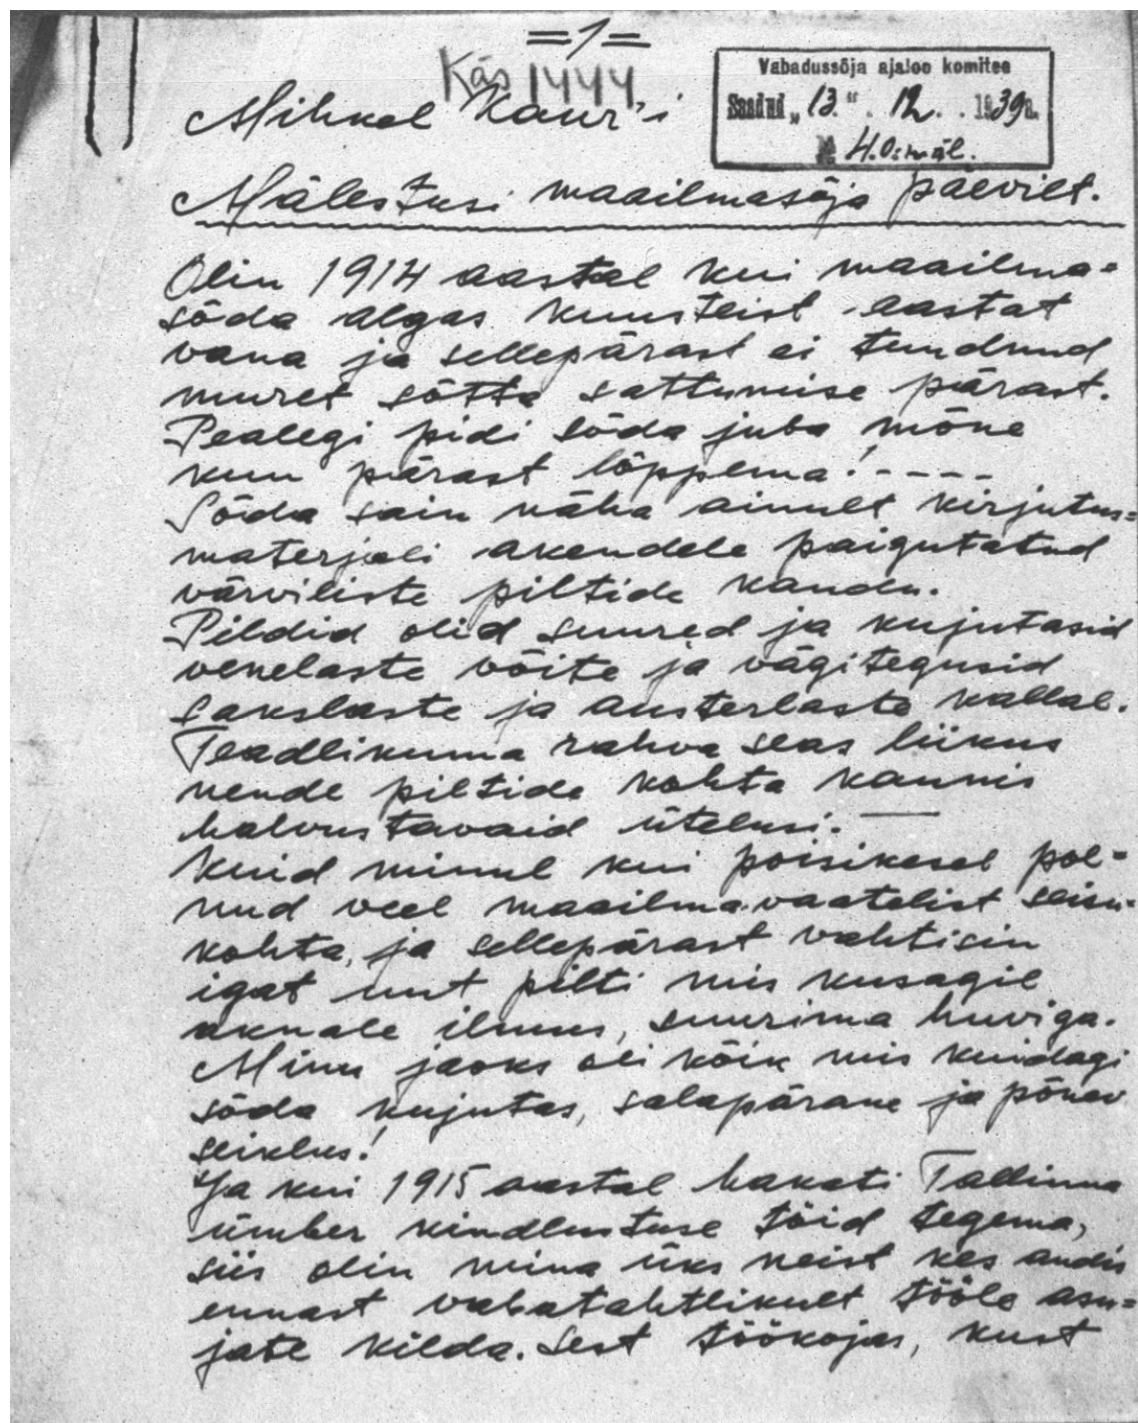 =1=
Käs 1444
Vabadussõja ajaloo komitee
Saadud „13“. 12. . 1939a.
4.0:mäl.
Mihkel Kaur'i
Mälestusi maailmasõja päevilt.
Olin 1914 aastal kui maailma=
sõda algas kuusteist aastat
vana ja sellepärast ei tundnud
muret sõtta sattumise pärast.
Pealegi pidi sõda juba mõne
kuu pärast lõppema! - - - -
Sõda sain näha ainult kirjutus=
materjali akendele paigutatud
värviliste piltide kaudu.
Pildid olid suured ja kujutasid
venelaste võite ja vägitegusid
sakslaste ja austerlaste kallal.
Teadlikuma rahva seas liikus
nende piltide kohta kaunis
halvustavaid ütelusi. —
Kuid minul kui poisikesel pol=
nud veel maailmavaatelist seisu=
kohta, ja sellepärast vahtisin
igat uut pilti mis kusagil
aknale ilmus, suurima huviga.
Minu jaoks oli kõik mis kuidagi
sõda kujutas, salapärane ja põnev
seiklus!
Ja kui 1915 aastal hakati Tallinna
ümber kindlustuse töid tegema,
siis olin mina üks neist kes andis
ennast vabatahtlikult tööle asu=
jate kilda. Sest töökojas, kust